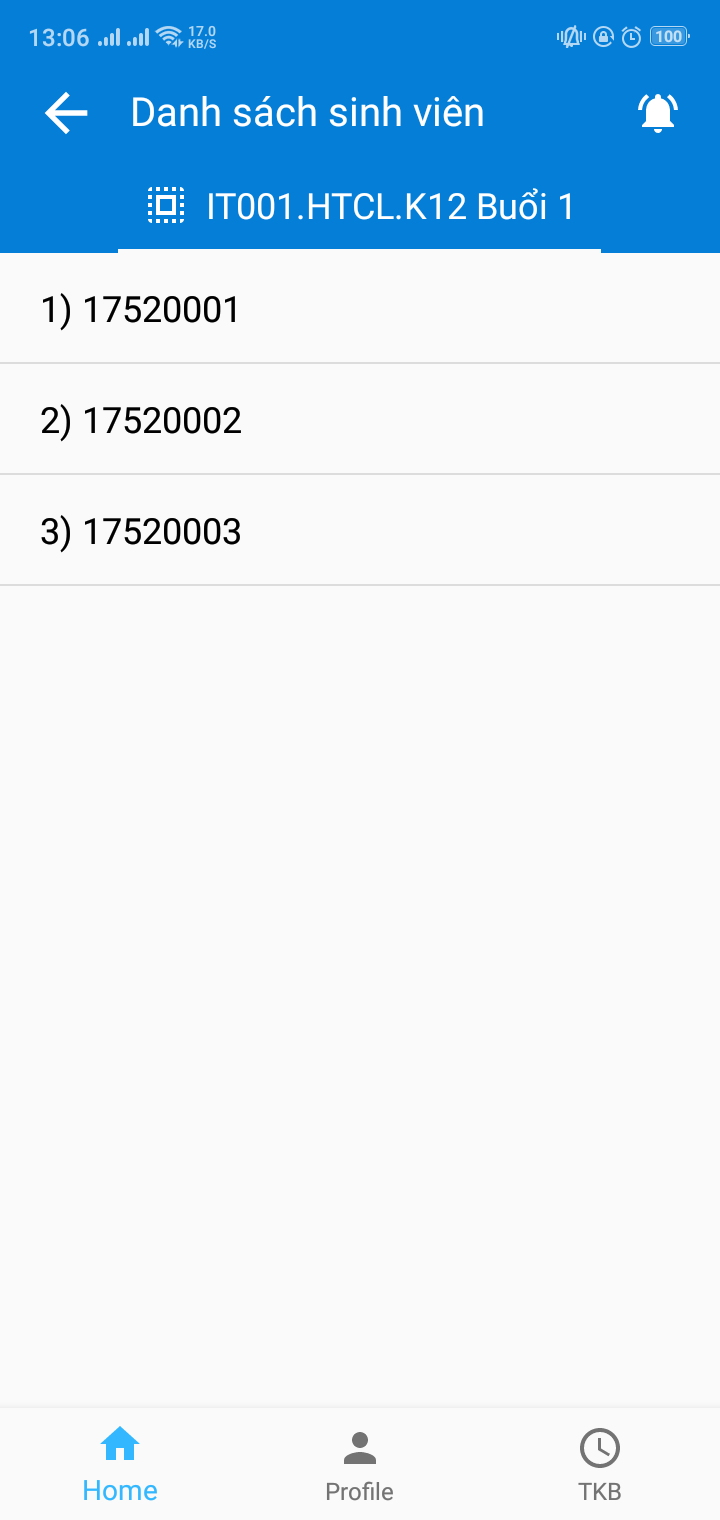 13:06 17.0 KB/S 100
Danh sách sinh viên
IT001.HTCL.K12 Buổi 1
1) 17520001
2) 17520002
3) 17520003
Home Profile TKB